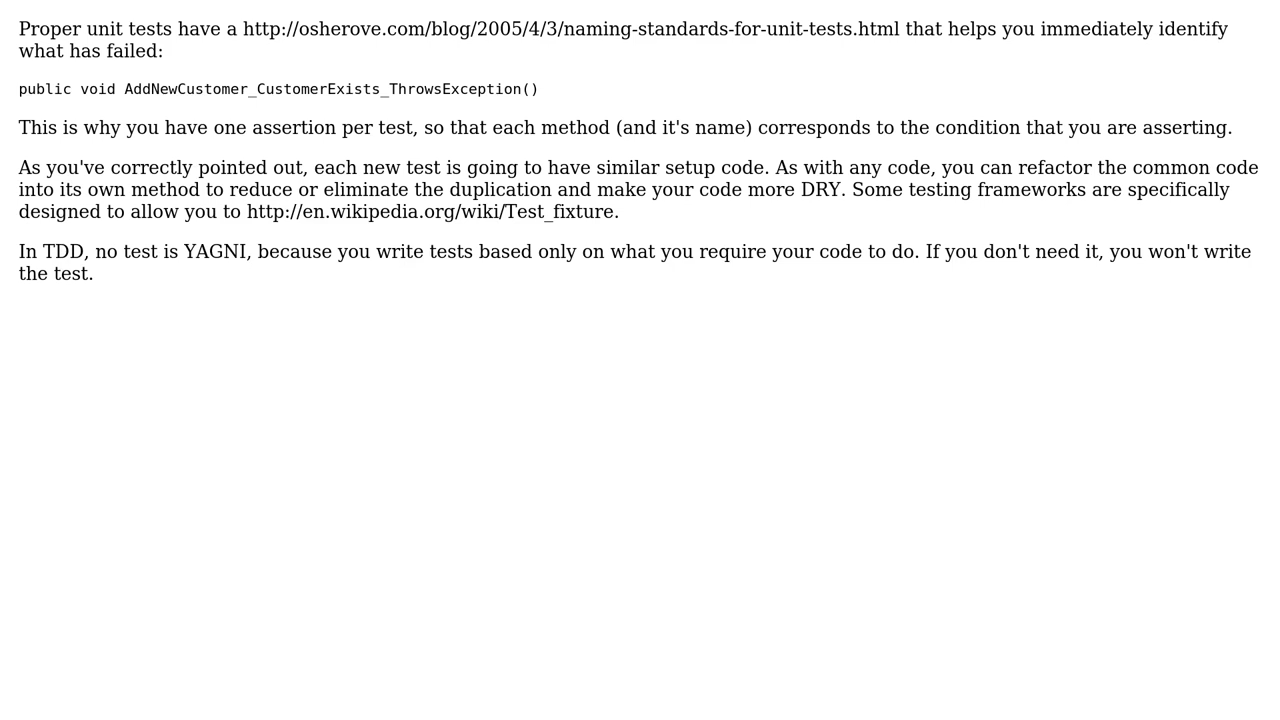 Proper unit tests have a http://osherove.com/blog/2005/4/3/naming-standards-for-unit-tests.html that helps you immediately identify
what has failed:
public void AddNewCustomer_CustomerExists_ThrowsException()
This is why you have one assertion per test, so that each method (and it's name) corresponds to the condition that you are asserting.
As you've correctly pointed out, each new test is going to have similar setup code. As with any code, you can refactor the common code
into its own method to reduce or eliminate the duplication and make your code more DRY. Some testing frameworks are specifically
designed to allow you to http://en.wikipedia.org/wiki/Test_fixture.
In TDD, no test is YAGNI, because you write tests based only on what you require your code to do. If you don't need it, you won't write
the test.